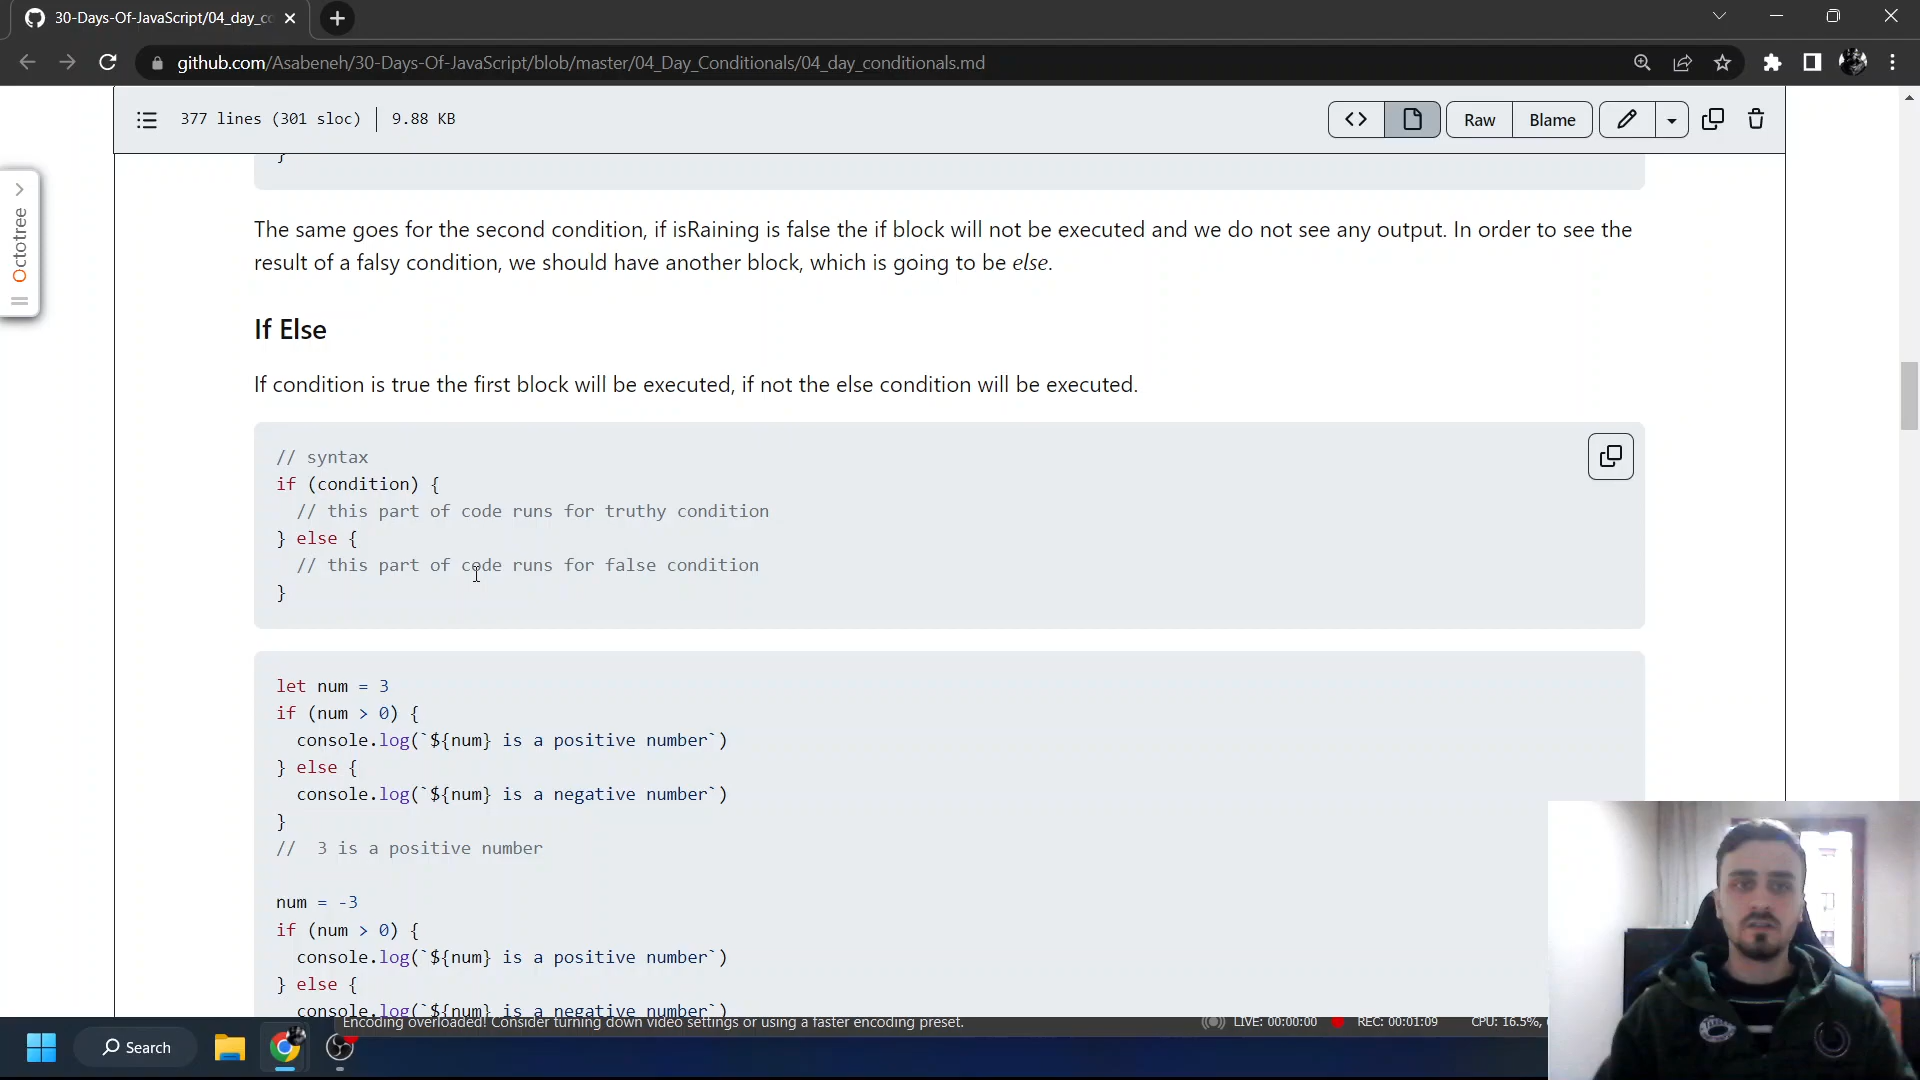 30-Days-Of-JavaScript/04_day_co
github.com/Asabeneh/30-Days-Of-JavaScript/blob/master/04_Day_Conditionals/04_day_conditionals.md
377 lines (301 sloc) 9.88 KB
Raw Blame
Octotree
}
The same goes for the second condition, if isRaining is false the if block will not be executed and we do not see any output. In order to see the
result of a falsy condition, we should have another block, which is going to be else.
If Else
If condition is true the first block will be executed, if not the else condition will be executed.
// syntax
if (condition) {
// this part of code runs for truthy condition
} else {
// this part of code runs for false condition
}
let num = 3
if (num > 0) {
console.log(`${num} is a positive number`)
} else {
console.log(`${num} is a negative number`)
}
//  3 is a positive number
num = -3
if (num > 0) {
console.log(`${num} is a positive number`)
} else {
console.log(`${num} is a negative number`)
Encoding overloaded! Consider turning down video settings or using a faster encoding preset.
LIVE: 00:00:00 REC: 00:01:09 CPU: 16.5%,
Search